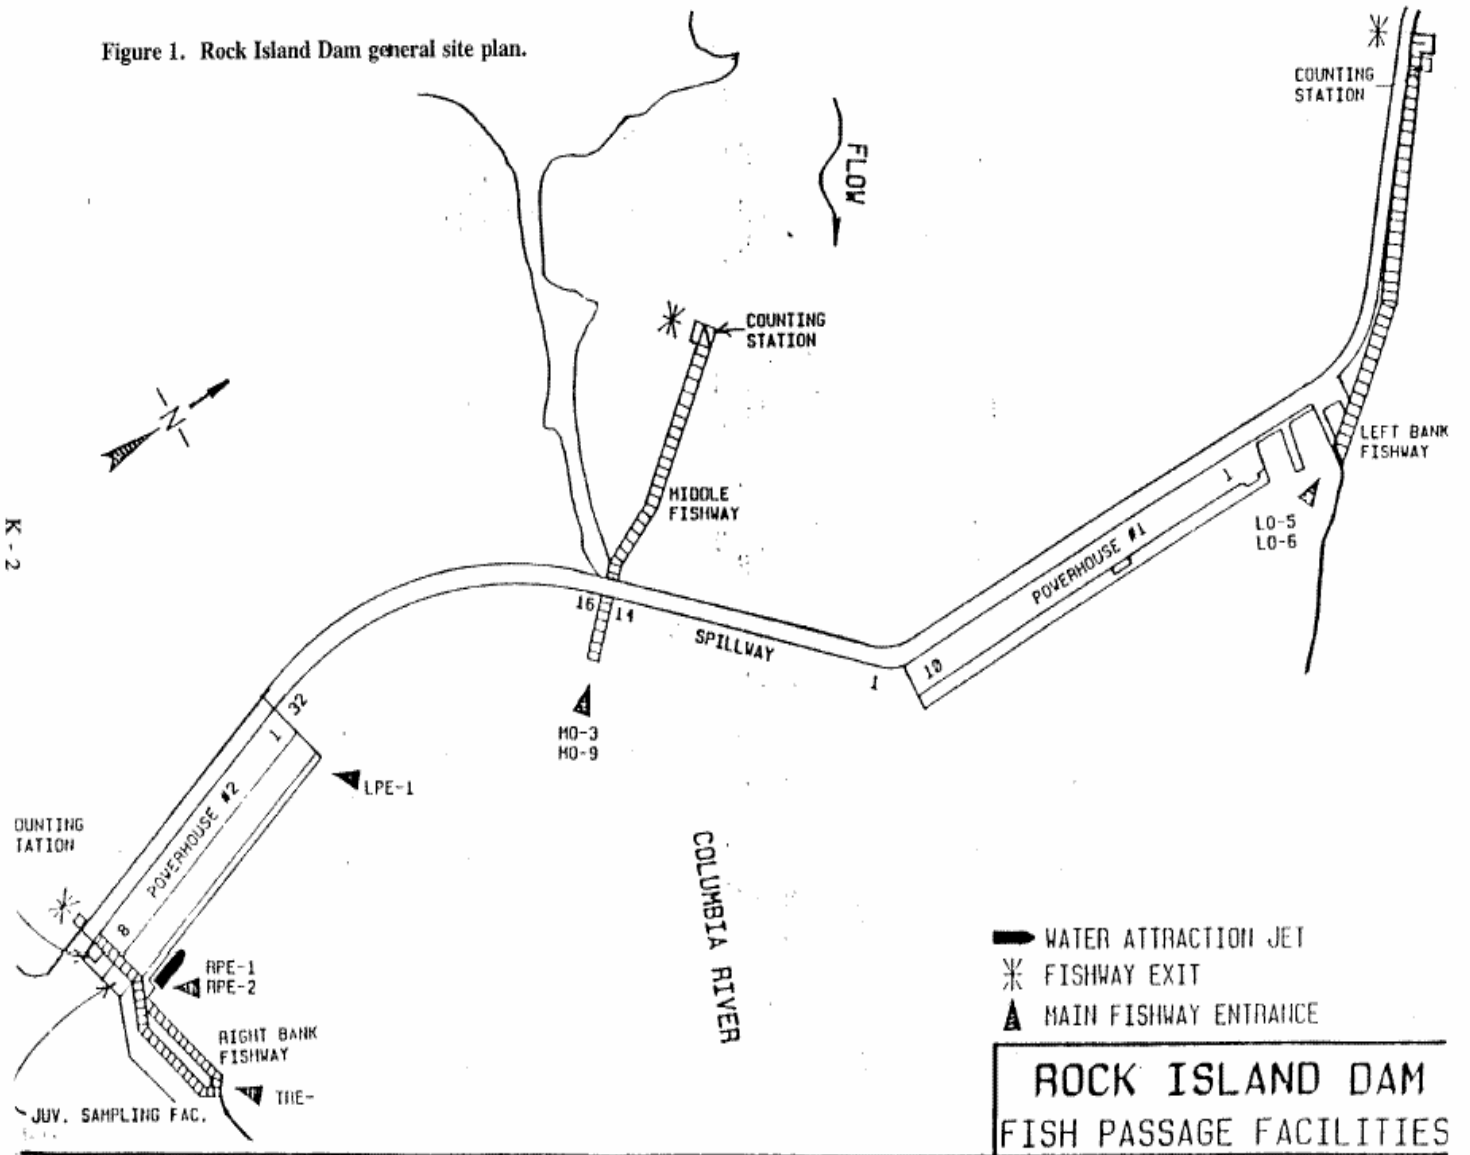 Figure 1. Rock Island Dam general site plan.
COUNTING
STATION
FLOW
COUNTING
STATION
N
LEFT BANK
FISHWAY
1
LO-5
LO-6
MIDDLE
FISHWAY
POWERHOUSE #1
K-2
16
14
SPILLWAY
1
10
32
1
MO-3
MO-9
LPE-1
POWERHOUSE #2
OUNTING
TATION
8
COLUMBIA RIVER
RPE-1
RPE-2
WATER ATTRACTION JET
FISHWAY EXIT
MAIN FISHWAY ENTRANCE
RIGHT BANK
FISHWAY
JUV. SAMPLING FAC.
ROCK ISLAND DAM
FISH PASSAGE FACILITIES